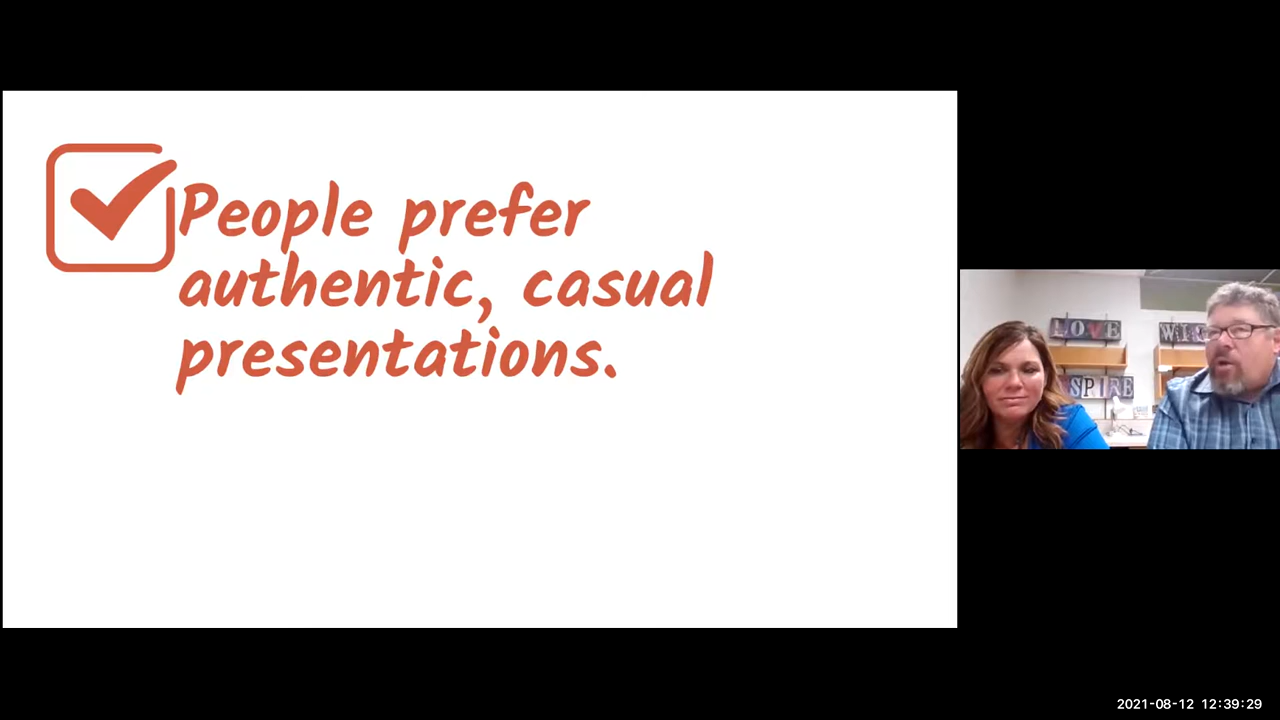 People prefer
authentic, casual
presentations.
LOVE
SPIRE
2021-08-12 12:39:29